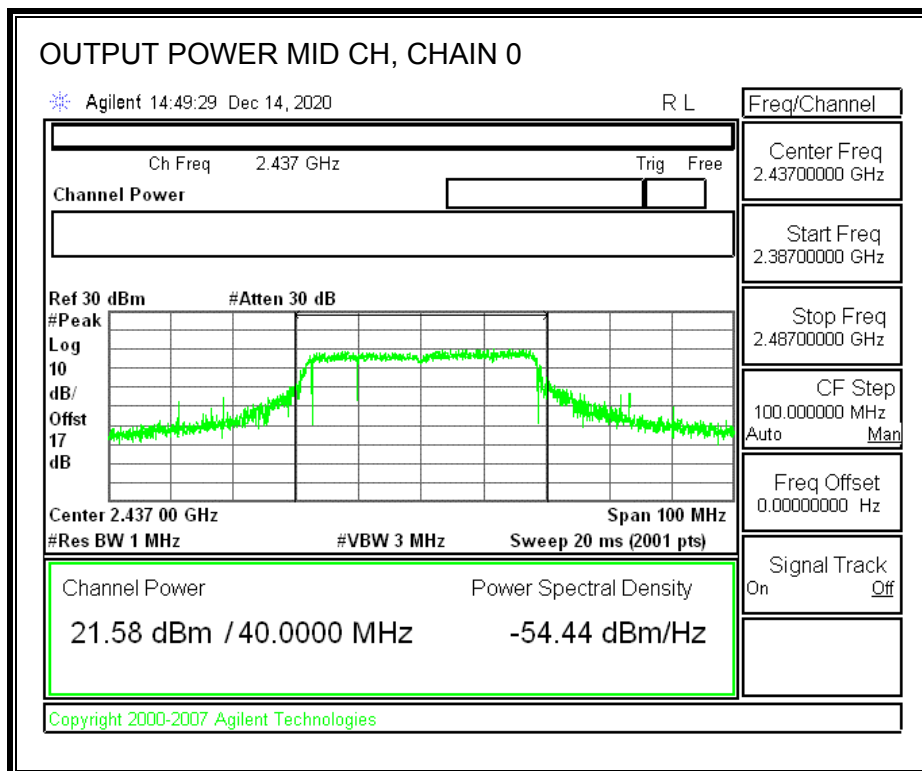 OUTPUT POWER MID CH, CHAIN 0
Agilent 14:49:29 Dec 14, 2020 R L
Freq/Channel
Ch Freq 2.437 GHz Trig Free
Channel Power
Center Freq
2.43700000 GHz
Start Freq
2.38700000 GHz
Stop Freq
2.48700000 GHz
CF Step
100.000000 MHz
Auto Man
Freq Offset
0.00000000 Hz
Signal Track
On Off
Ref 30 dBm #Atten 30 dB
#Peak
Log
10
dB/
Offst
17
dB
Center 2.437 00 GHz Span 100 MHz
#Res BW 1 MHz #VBW 3 MHz Sweep 20 ms (2001 pts)
Channel Power Power Spectral Density
21.58 dBm / 40.0000 MHz -54.44 dBm/Hz
Copyright 2000-2007 Agilent Technologies